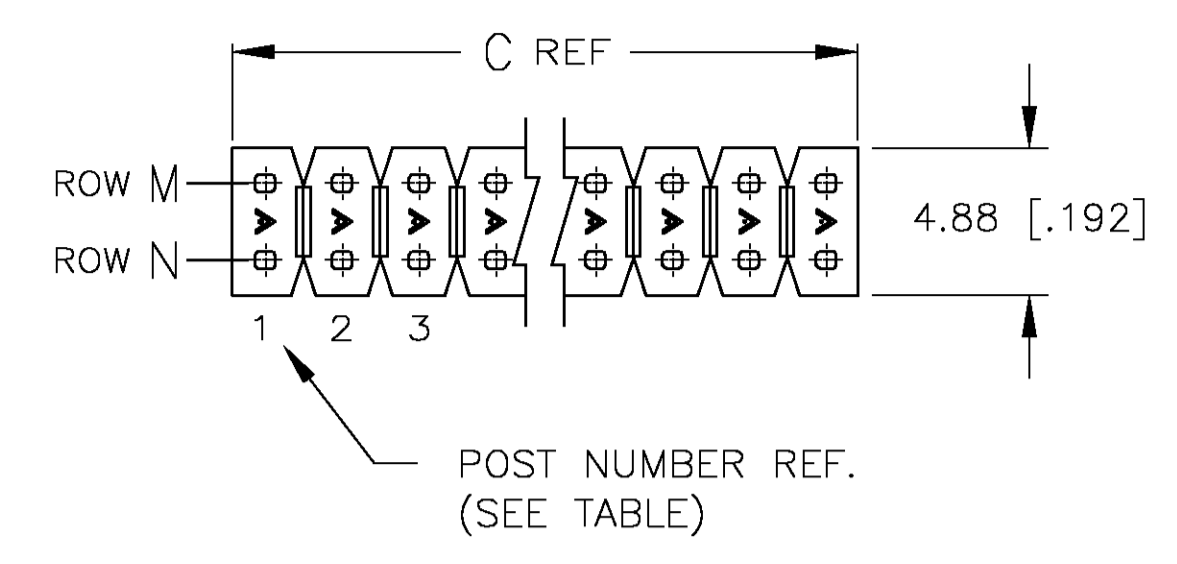 C REF
ROW M
ROW N
4.88 [.192]
A A A A A A A A
1 2 3
POST NUMBER REF.
(SEE TABLE)